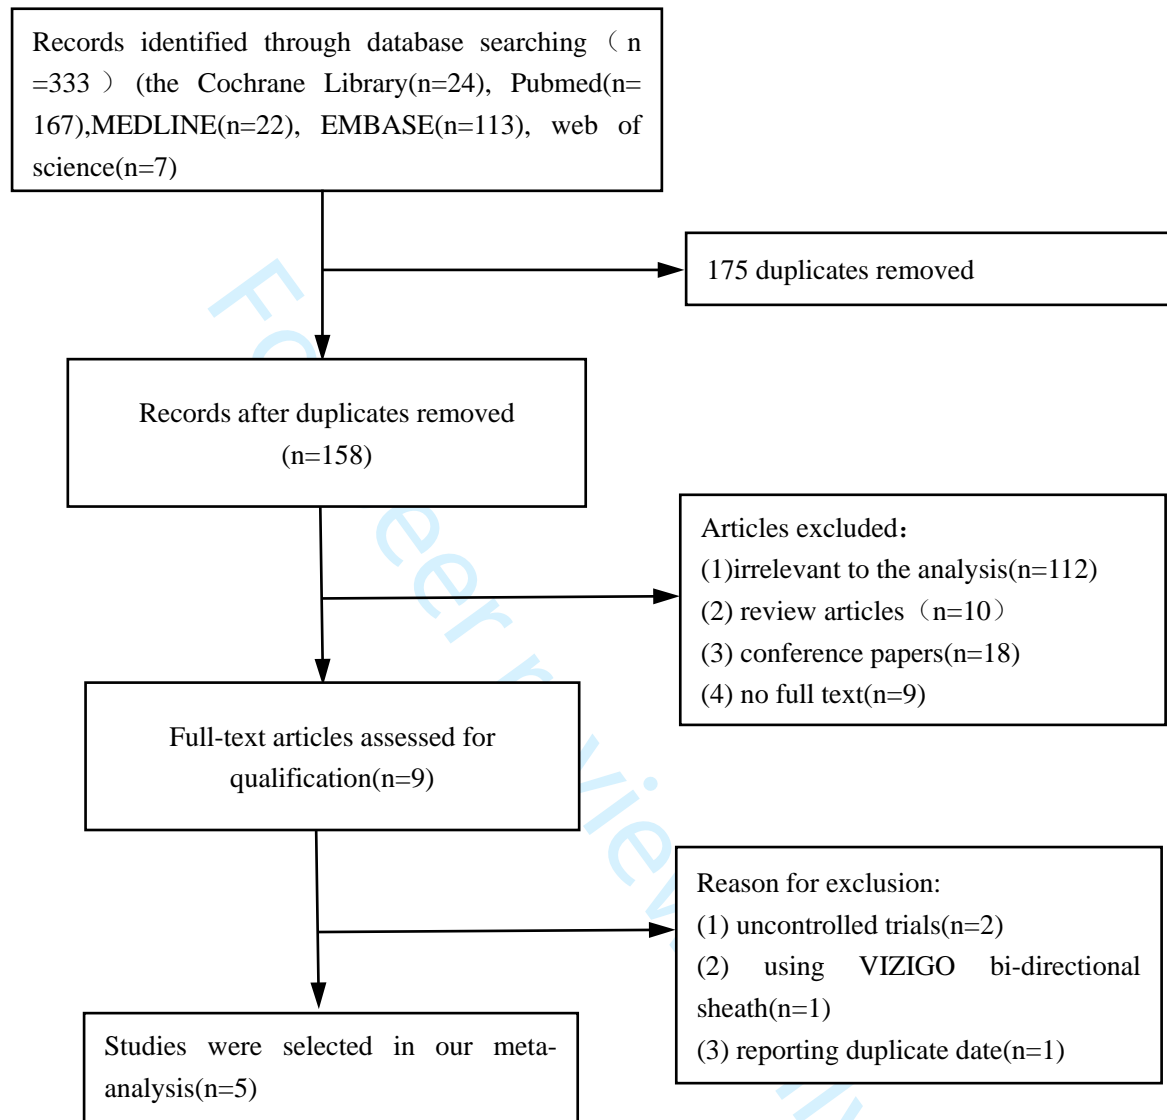 Records identified through database searching（n
=333）(the Cochrane Library(n=24), Pubmed(n=
167),MEDLINE(n=22), EMBASE(n=113), web of
science(n=7)
175 duplicates removed
Records after duplicates removed
(n=158)
Articles excluded：
(1)irrelevant to the analysis(n=112)
(2) review articles（n=10）
(3) conference papers(n=18)
(4) no full text(n=9)
Full-text articles assessed for
qualification(n=9)
Reason for exclusion:
(1) uncontrolled trials(n=2)
(2) using VIZIGO bi-directional
sheath(n=1)
(3) reporting duplicate date(n=1)
Studies were selected in our meta-
analysis(n=5)